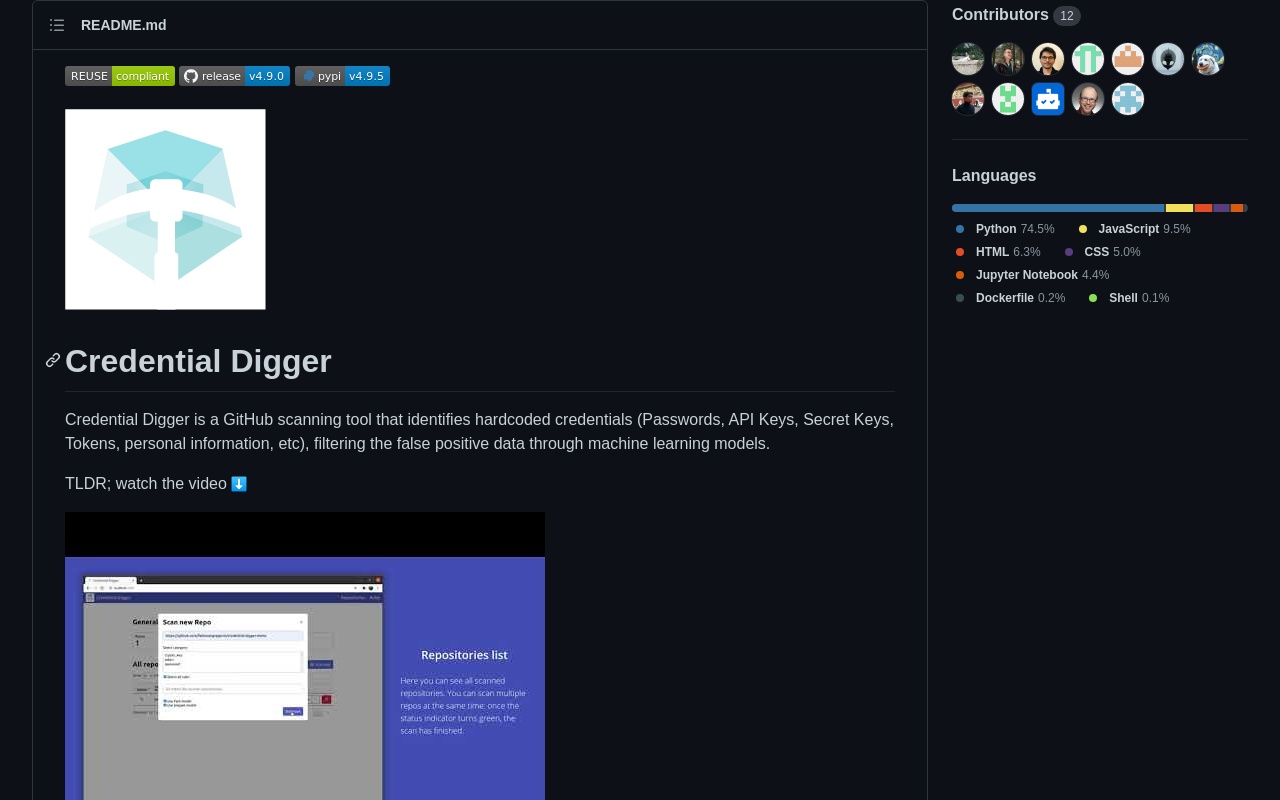 README.md
REUSE compliant
release v4.9.0
pypi v4.9.5
Credential Digger
Credential Digger is a GitHub scanning tool that identifies hardcoded credentials (Passwords, API Keys, Secret Keys,
Tokens, personal information, etc), filtering the false positive data through machine learning models.
TLDR; watch the video
Scan new Repo
Repositories list
Here you can see all scanned
repositories. You can scan multiple
repos at the same time: once the
status indicator turns green, the
scan has finished.
Contributors 12
Languages
Python 74.5%
JavaScript 9.5%
HTML 6.3%
CSS 5.0%
Jupyter Notebook 4.4%
Dockerfile 0.2%
Shell 0.1%